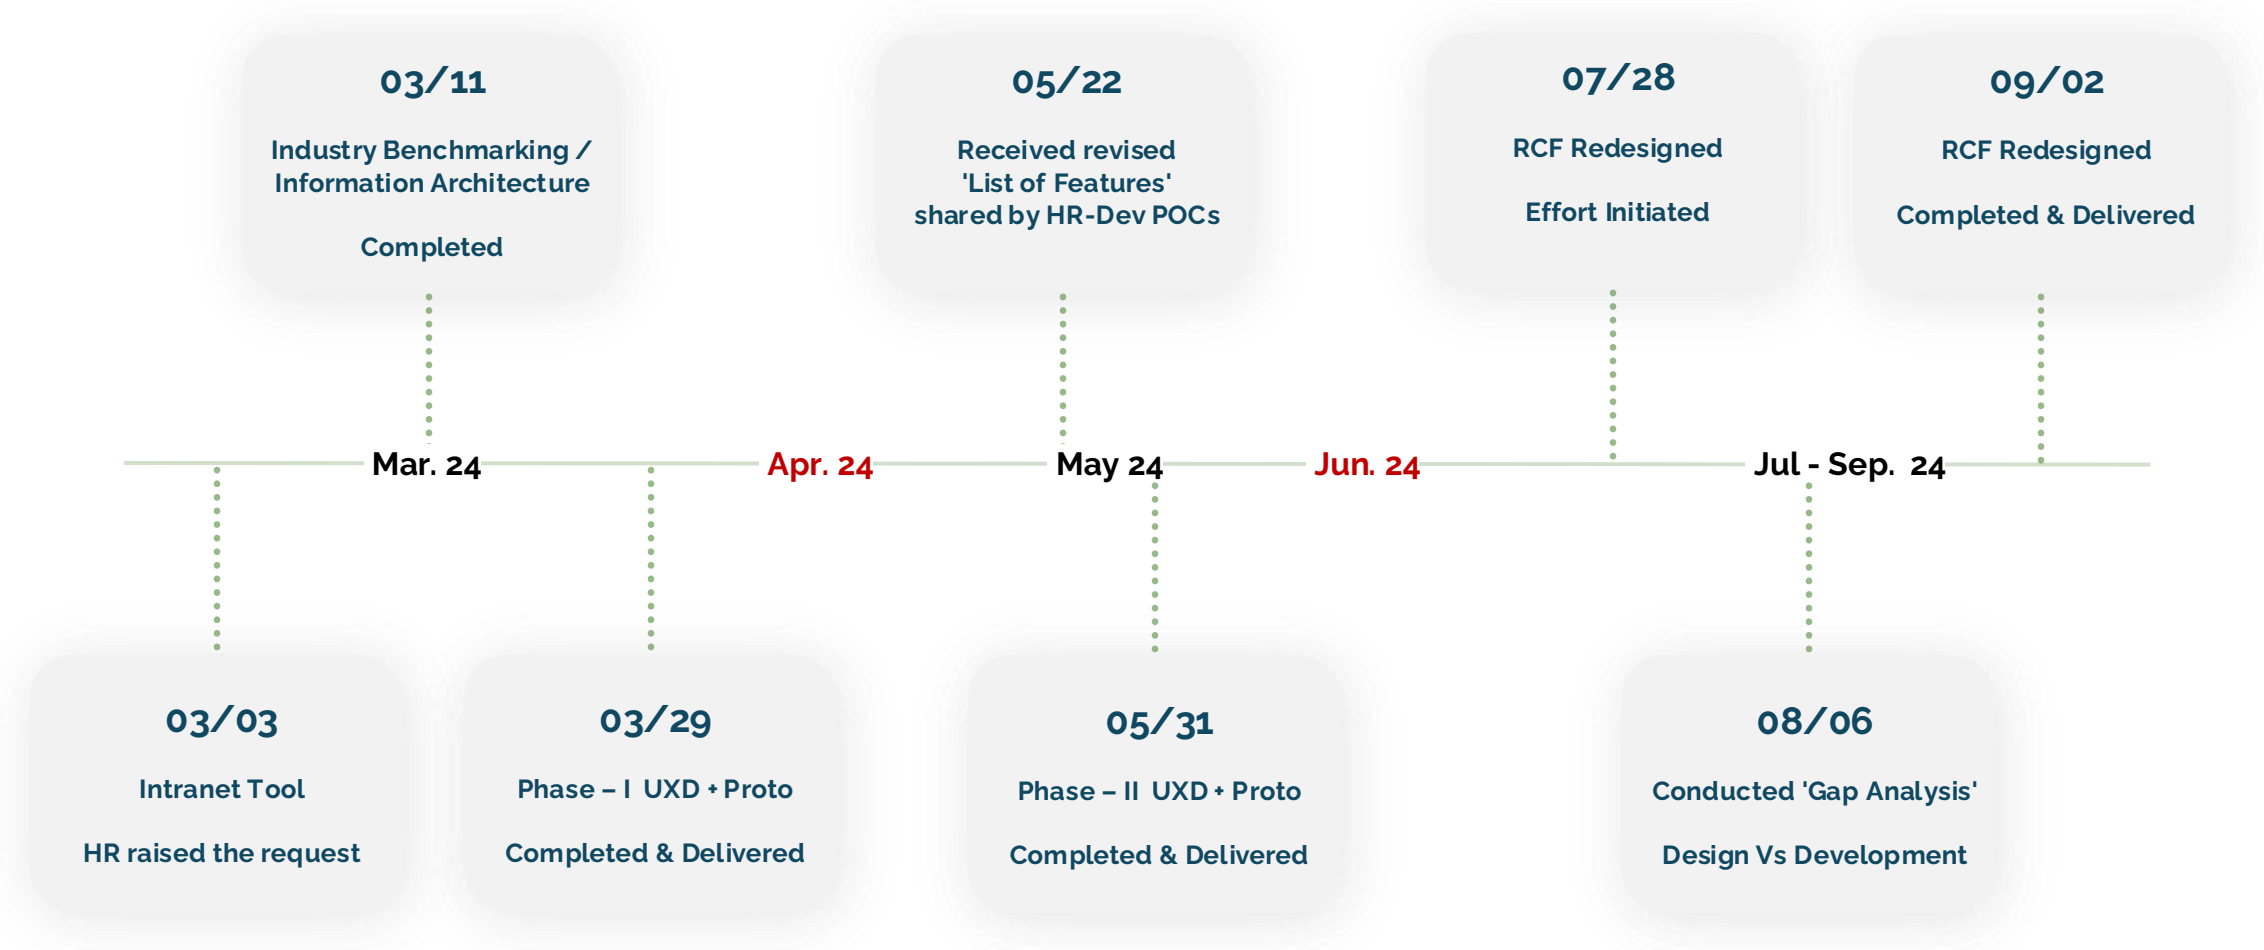 03/11
Industry Benchmarking /
Information Architecture
Completed
05/22
Received revised
'List of Features'
shared by HR-Dev POCs
07/28
RCF Redesigned
Effort Initiated
09/02
RCF Redesigned
Completed & Delivered
Mar. 24
Apr. 24
May 24
Jun. 24
Jul - Sep. 24
03/03
Intranet Tool
HR raised the request
03/29
Phase – I UXD + Proto
Completed & Delivered
05/31
Phase – II UXD + Proto
Completed & Delivered
08/06
Conducted 'Gap Analysis'
Design Vs Development